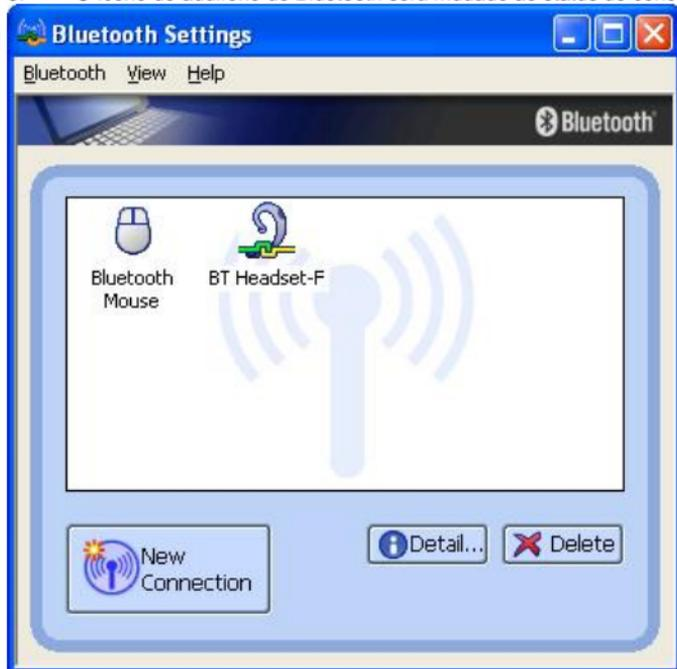 Bluetooth Settings
Bluetooth View Help
Bluetooth
Bluetooth
Mouse
BT Headset-F
New
Connection
Detail...
Delete